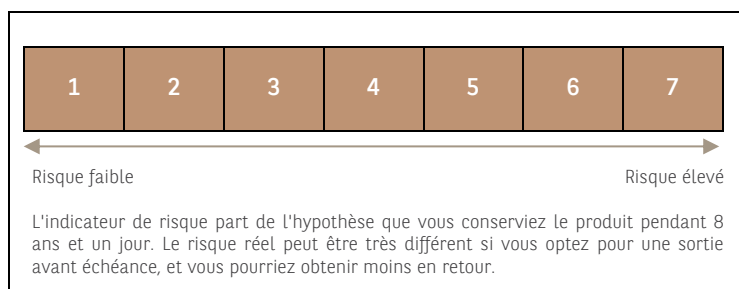 1 2 3 4 5 6 7
Risque faible Risque élevé
L'indicateur de risque part de l'hypothèse que vous conserviez le produit pendant 8
ans et un jour. Le risque réel peut être très différent si vous optez pour une sortie
avant échéance, et vous pourriez obtenir moins en retour.